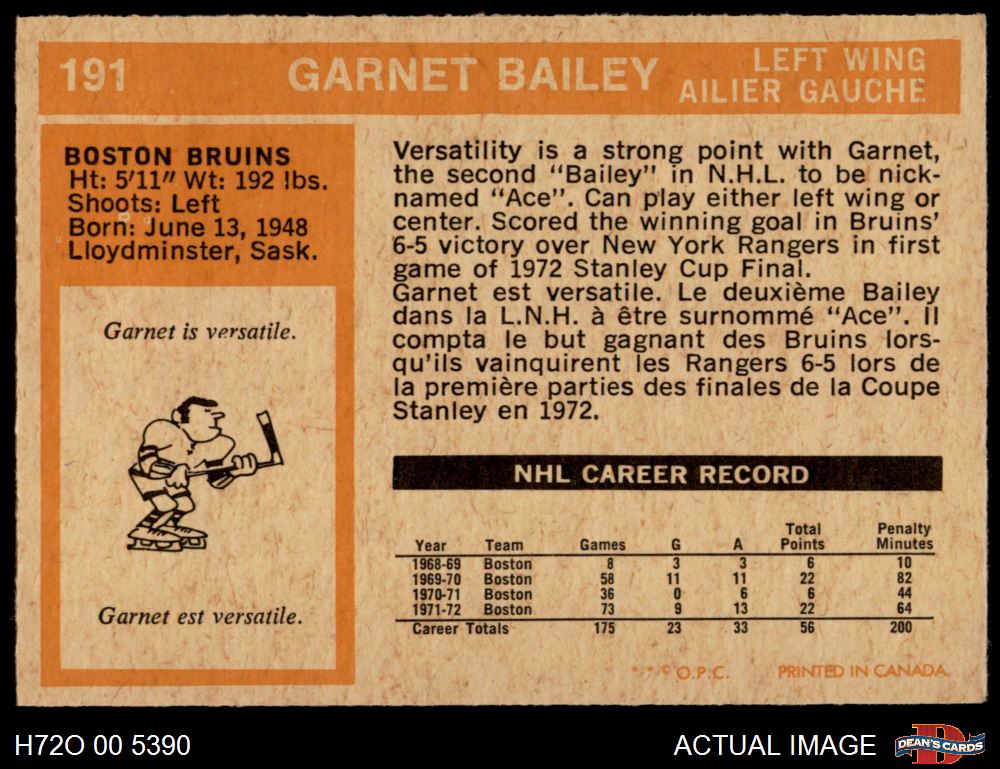 191
GARNET BAILEY
LEFT WING
AILIER GAUCHE
BOSTON BRUINS
Ht: 5'11" Wt: 192 lbs.
Shoots: Left
Born: June 13, 1948
Lloydminster, Sask.
Garnet is versatile.
Garnet est versatile.
Versatility is a strong point with Garnet,
the second "Bailey" in N.H.L. to be nick-
named "Ace". Can play either left wing or
center. Scored the winning goal in Bruins'
6-5 victory over New York Rangers in first
game of 1972 Stanley Cup Final.
Garnet est versatile. Le deuxième Bailey
dans la L.N.H. à être surnommé "Ace". Il
compta le but gagnant des Bruins lors-
qu'ils vainquirent les Rangers 6-5 lors de
la première parties des finales de la Coupe
Stanley en 1972.
NHL CAREER RECORD
Year Team Games G A Total Points Penalty Minutes
1968-69 Boston 8 3 3 6 10
1969-70 Boston 58 11 11 22 82
1970-71 Boston 36 0 6 6 44
1971-72 Boston 73 9 13 22 64
Career Totals 175 23 33 56 200
* * © O.P.C. PRINTED IN CANADA
H72O 00 5390
ACTUAL IMAGE
D
DEAN'S CARDS